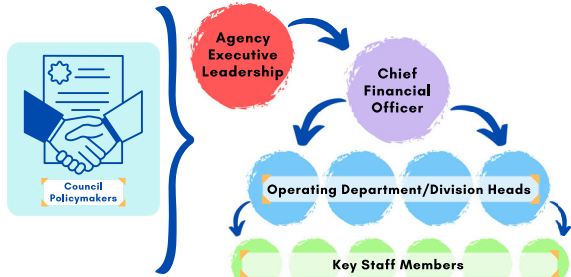 Council
Policymakers
Agency
Executive
Leadership
Chief
Financial
Officer
Operating Department/Division Heads
Key Staff Members